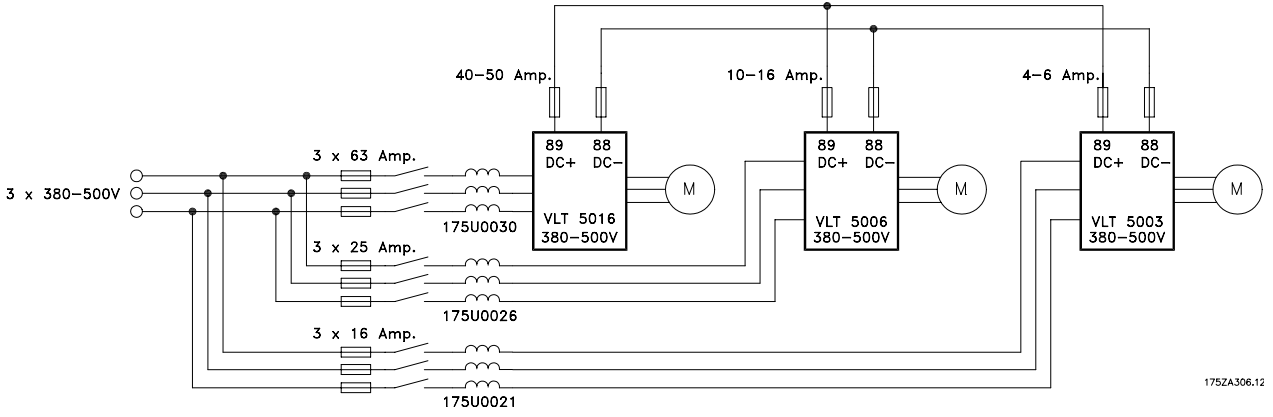 40-50 Amp.
10-16 Amp.
4-6 Amp.
89 88
DC+ DC-
VLT 5016
380-500V
M
89 88
DC+ DC-
VLT 5006
380-500V
M
89 88
DC+ DC-
VLT 5003
380-500V
M
3 x 380-500V
3 x 63 Amp.
175U0030
3 x 25 Amp.
175U0026
3 x 16 Amp.
175U0021
175ZA306.12